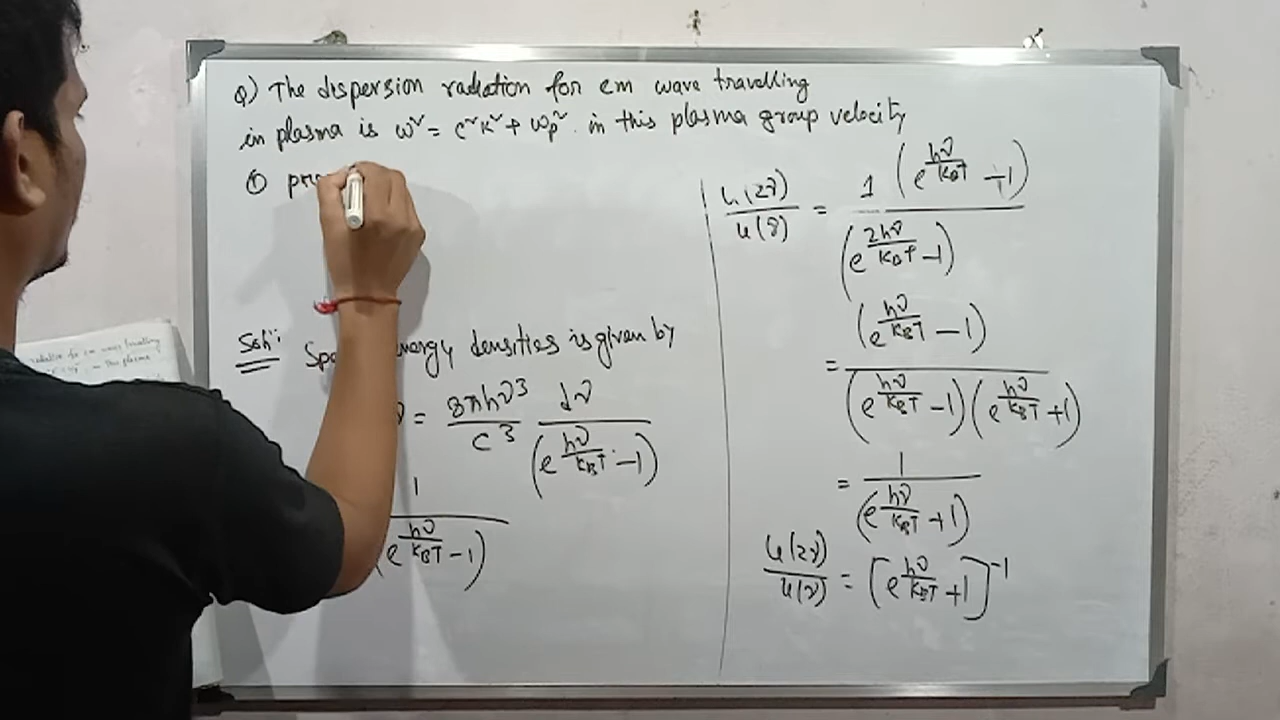 Q) The dispersion radiation for em wave travelling
in plasma is ω² = c²k² + ωp². in this plasma group velocity
①
Soln: energy densities is given by
ν = 8πhν³/c³ dν/(e^(hν/KBT) - 1)
1/(e^(hν/KBT) - 1)
u(2ν)/u(ν) = 1 (e^(hν/KBT) - 1)/(e^(2hν/KBT) - 1)
= (e^(hν/KBT) - 1)/((e^(hν/KBT) - 1)(e^(hν/KBT) + 1))
= 1/(e^(hν/KBT) + 1)
u(2ν)/u(ν) = [e^(hν/KBT) + 1]^-1